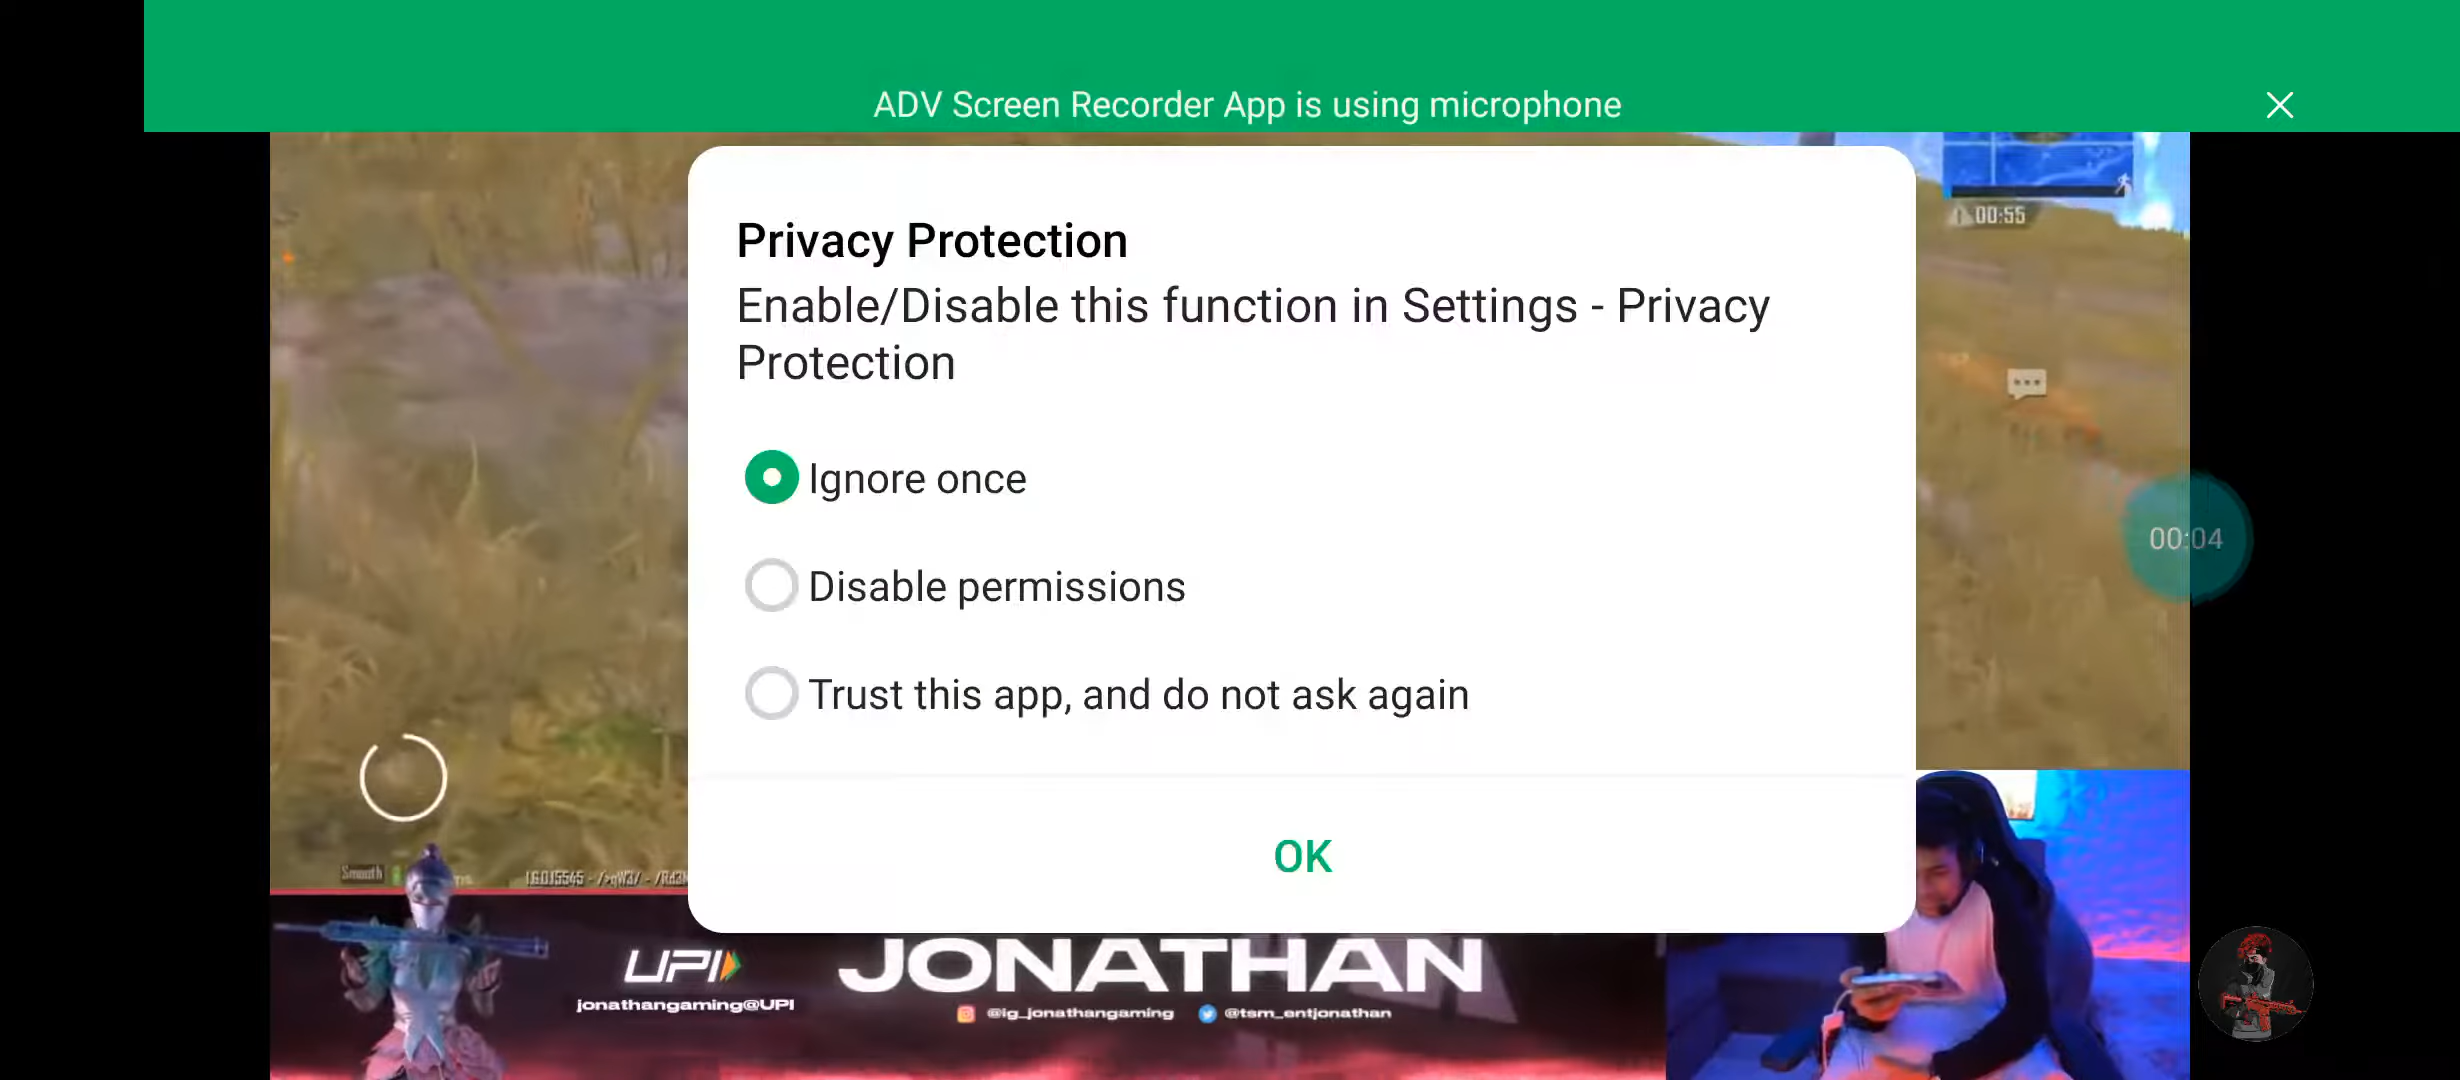 ADV Screen Recorder App is using microphone
Privacy Protection
Enable/Disable this function in Settings - Privacy
Protection
Ignore once
Disable permissions
Trust this app, and do not ask again
OK
00:55
00:04
Smooth
UPI
jonathangaming@UPI
JONATHAN
@ig_jonathangaming
@tsm_entjonathan